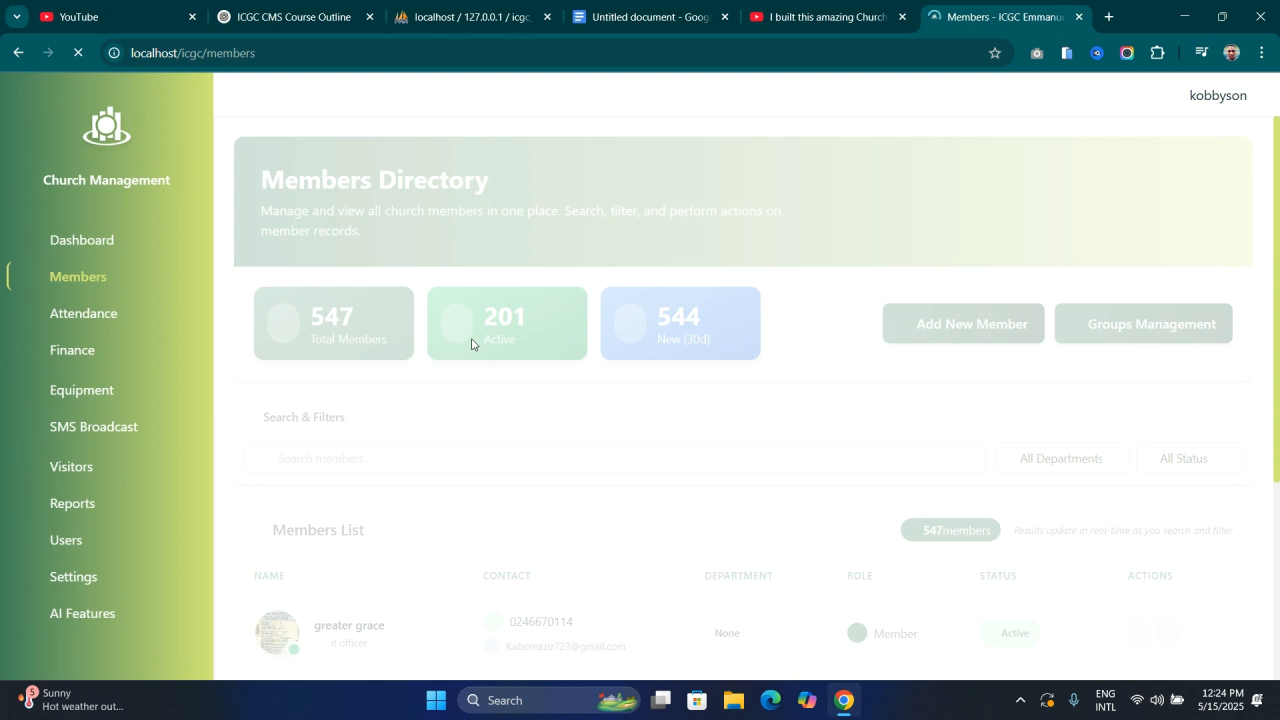 YouTube
ICGC CMS Course Outline
localhost / 127.0.0.1 / icgc
Untitled document - Goog
I built this amazing Church
Members - ICGC Emmanue
localhost/icgc/members
kobbyson
Church Management
Dashboard
Members
Attendance
Finance
Equipment
SMS Broadcast
Visitors
Reports
Users
Settings
AI Features
Members Directory
Manage and view all church members in one place. Search, filter, and perform actions on
member records.
547
Total Members
201
Active
544
New (30d)
Add New Member
Groups Management
Search & Filters
Search members...
All Departments
All Status
Members List
547members
Results update in real-time as you search and filter
NAME CONTACT DEPARTMENT ROLE STATUS ACTIONS
greater grace
it officer
0246670114
Kaboreaziz723@gmail.com
None
Member
Active
5
Sunny
Hot weather out...
Search
ENG
INTL
12:24 PM
5/15/2025